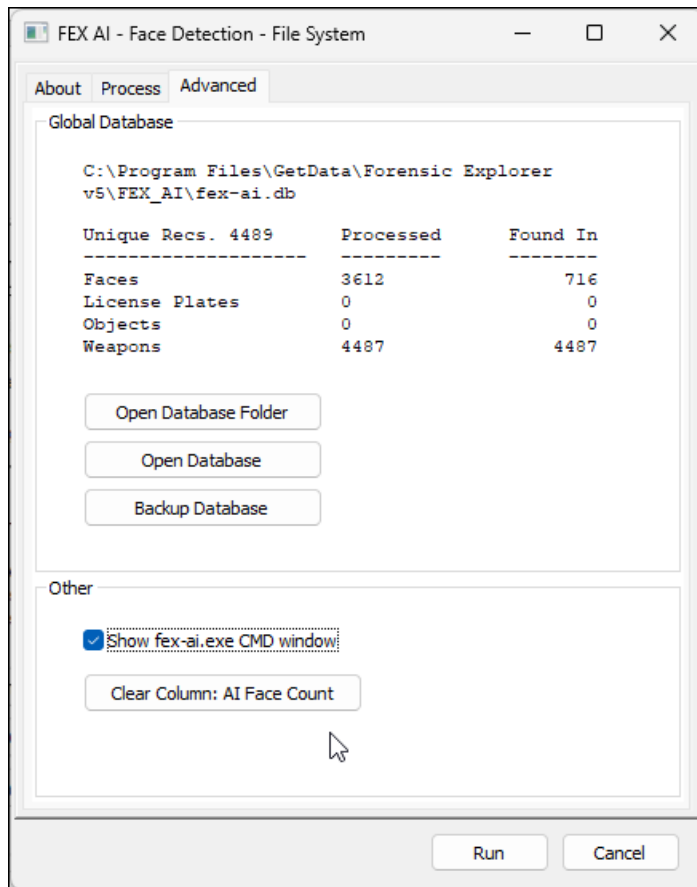 FEX AI - Face Detection - File System
About Process Advanced
Global Database
C:\Program Files\GetData\Forensic Explorer
v5\FEX_AI\fex-ai.db
Unique Recs. 4489 Processed Found In
-------------------- --------- --------
Faces 3612 716
License Plates 0 0
Objects 0 0
Weapons 4487 4487
Open Database Folder
Open Database
Backup Database
Other
Show fex-ai.exe CMD window
Clear Column: AI Face Count
Run Cancel